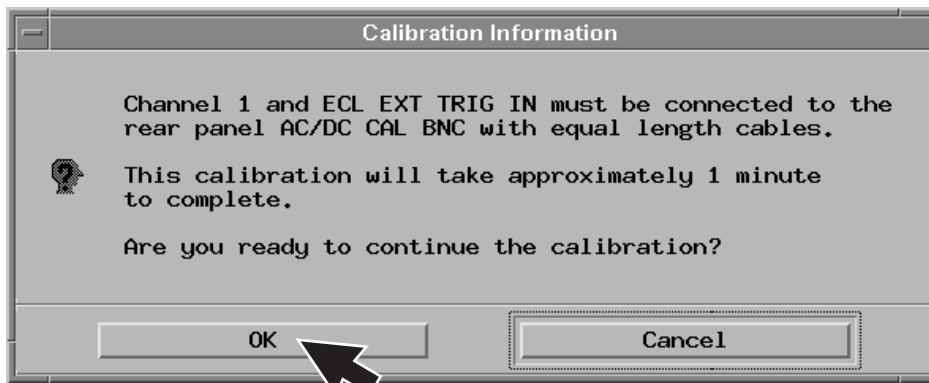 Calibration Information
Channel 1 and ECL EXT TRIG IN must be connected to the
rear panel AC/DC CAL BNC with equal length cables.
This calibration will take approximately 1 minute
to complete.
Are you ready to continue the calibration?
OK
Cancel